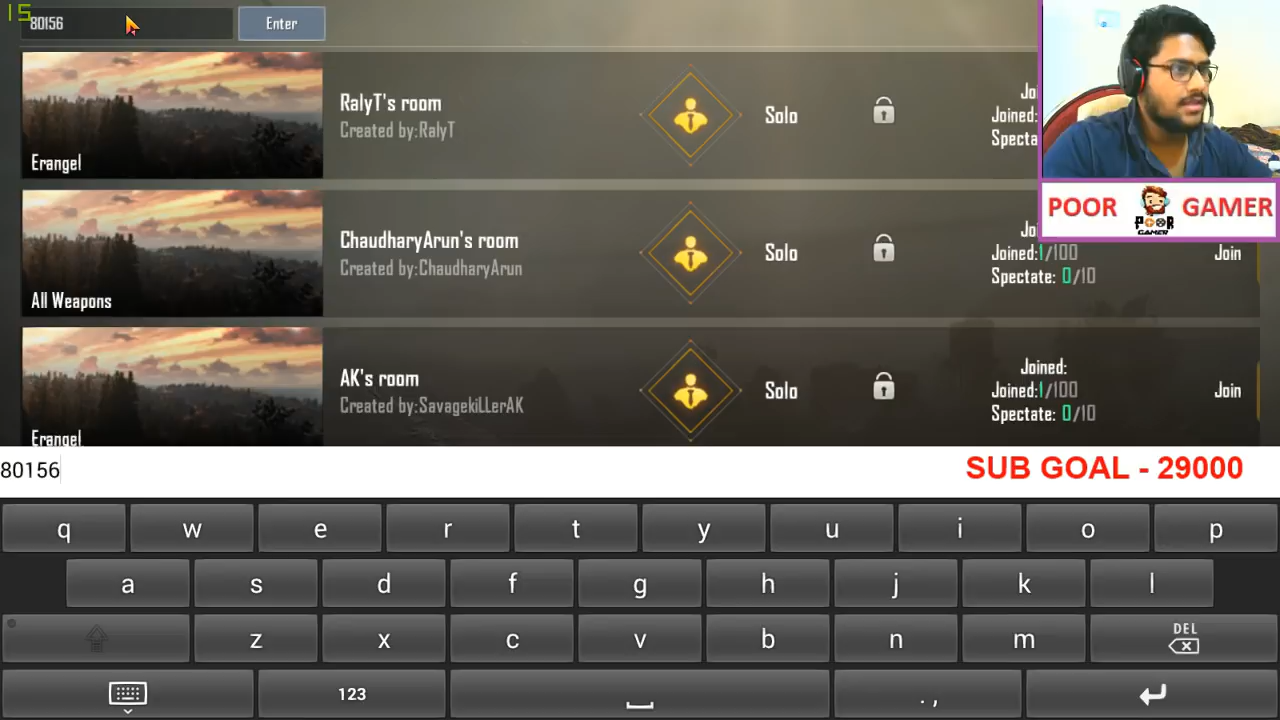 15
80156
Enter
RalyT's room
Created by:RalyT
Erangel
Solo
Joined:
Specta
ChaudharyArun's room
Created by:ChaudharyArun
All Weapons
Solo
Jo
Joined:1/100
Spectate: 0/10
Join
AK's room
Created by:SavagekiLLerAK
Erangel
Solo
Joined:
Joined:1/100
Spectate: 0/10
Join
POOR
POOR
GAMER
GAMER
80156
SUB GOAL - 29000
q w e r t y u i o p
a s d f g h j k l
z x c v b n m DEL
123 . ,